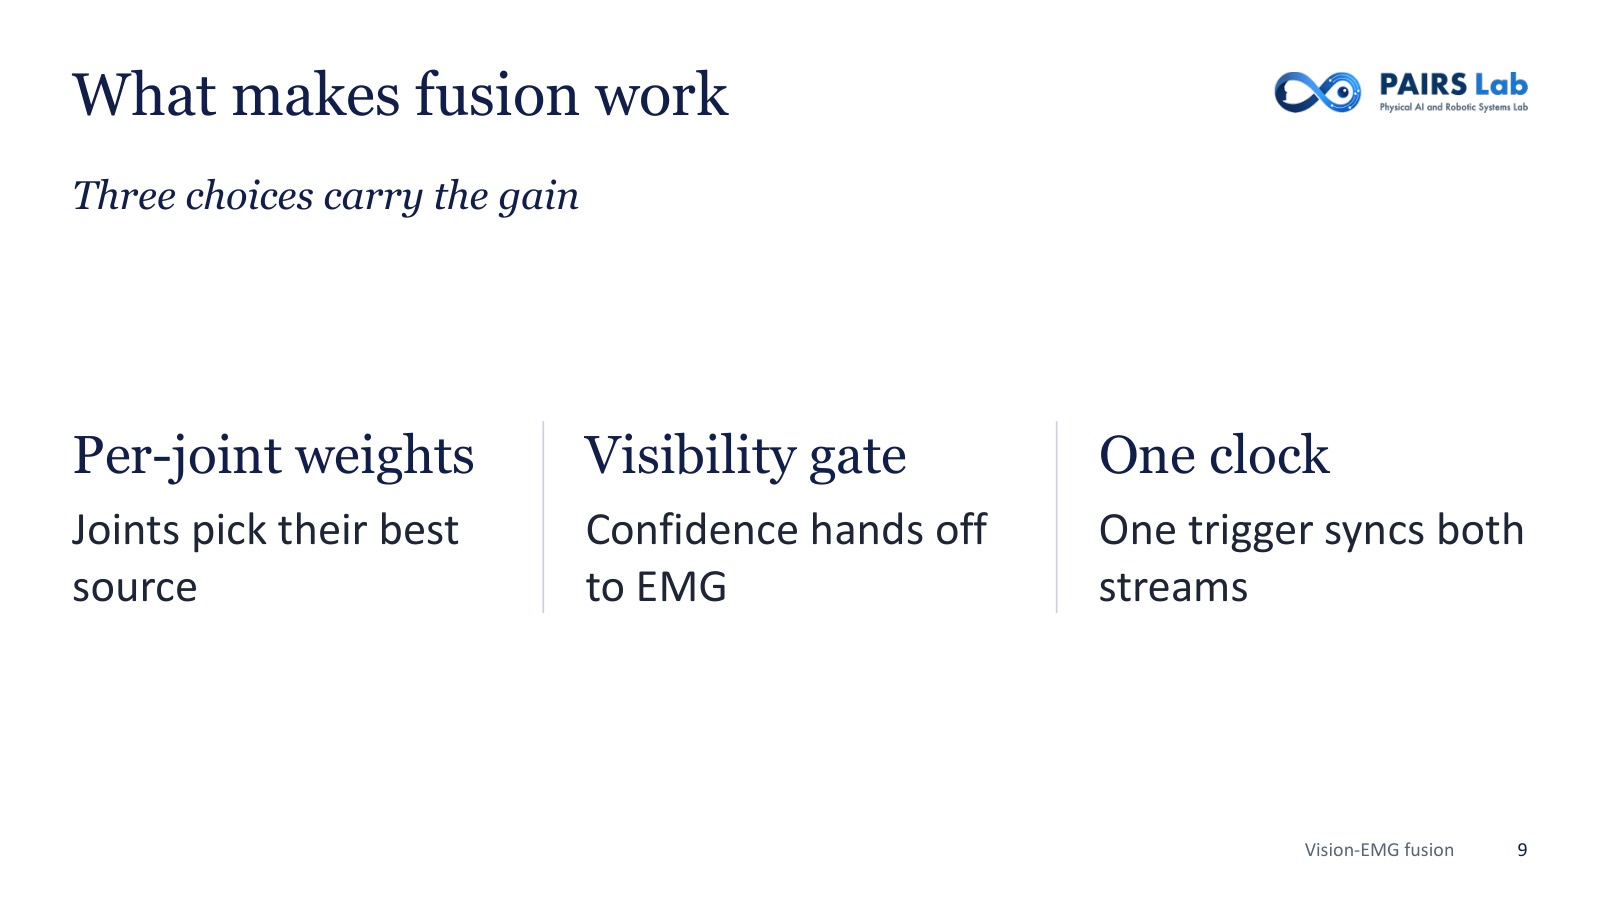 What makes fusion work
PAIRS Lab
Physical AI and Robotic Systems Lab
Three choices carry the gain
Per-joint weights
Joints pick their best
source
Visibility gate
Confidence hands off
to EMG
One clock
One trigger syncs both
streams
Vision-EMG fusion
9